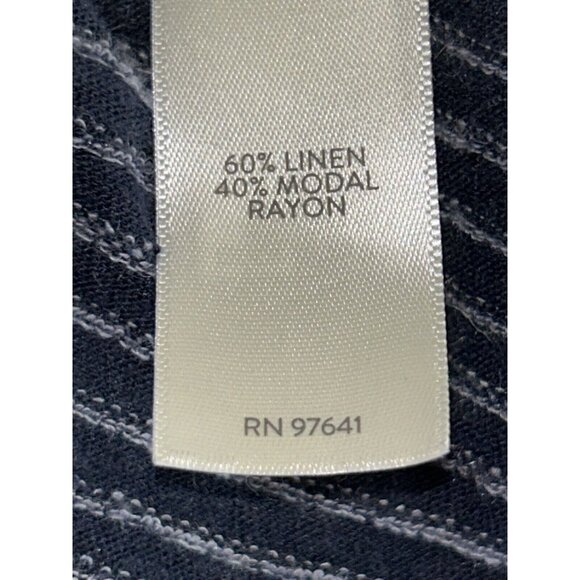 60% LINEN
40% MODAL
RAYON
RN 97641